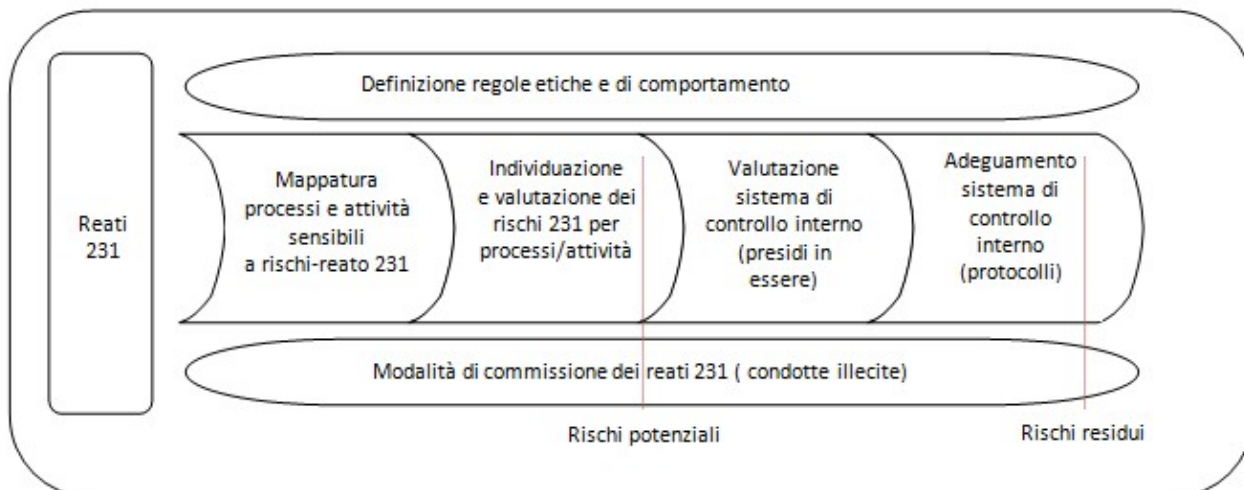 Reati
231
Definizione regole etiche e di comportamento
Mappatura
processi e attività
sensibili
a rischi-reato 231
Individuazione
e valutazione dei
rischi 231 per
processi/attività
Valutazione
sistema di
controllo interno
(presidi in
essere)
Adeguamento
sistema di
controllo
interno
(protocolli)
Modalità di commissione dei reati 231 ( condotte illecite)
Rischi potenziali
Rischi residui